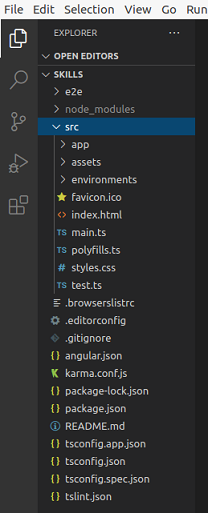 File Edit Selection View Go Run
EXPLORER
OPEN EDITORS
SKILLS
e2e
node_modules
src
app
assets
environments
favicon.ico
index.html
TS main.ts
TS polyfills.ts
# styles.css
TS test.ts
.browserslistrc
.editorconfig
.gitignore
{} angular.json
karma.conf.js
{} package-lock.json
{} package.json
README.md
{} tsconfig.app.json
{} tsconfig.json
{} tsconfig.spec.json
{} tslint.json